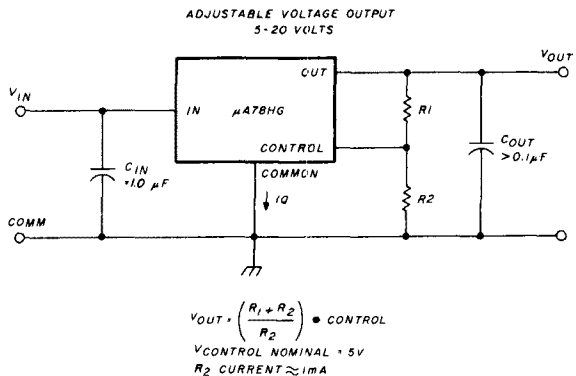 ADJUSTABLE VOLTAGE OUTPUT
5-20 VOLTS
OUT
VOUT
VIN
IN
µA78HG
R1
CONTROL
COUT
>0.1µF
CIN
=1.0 µF
COMMON
IQ
R2
COMM
VOUT = (R1 + R2 / R2) • CONTROL
VCONTROL NOMINAL = 5V
R2 CURRENT ≈ 1mA